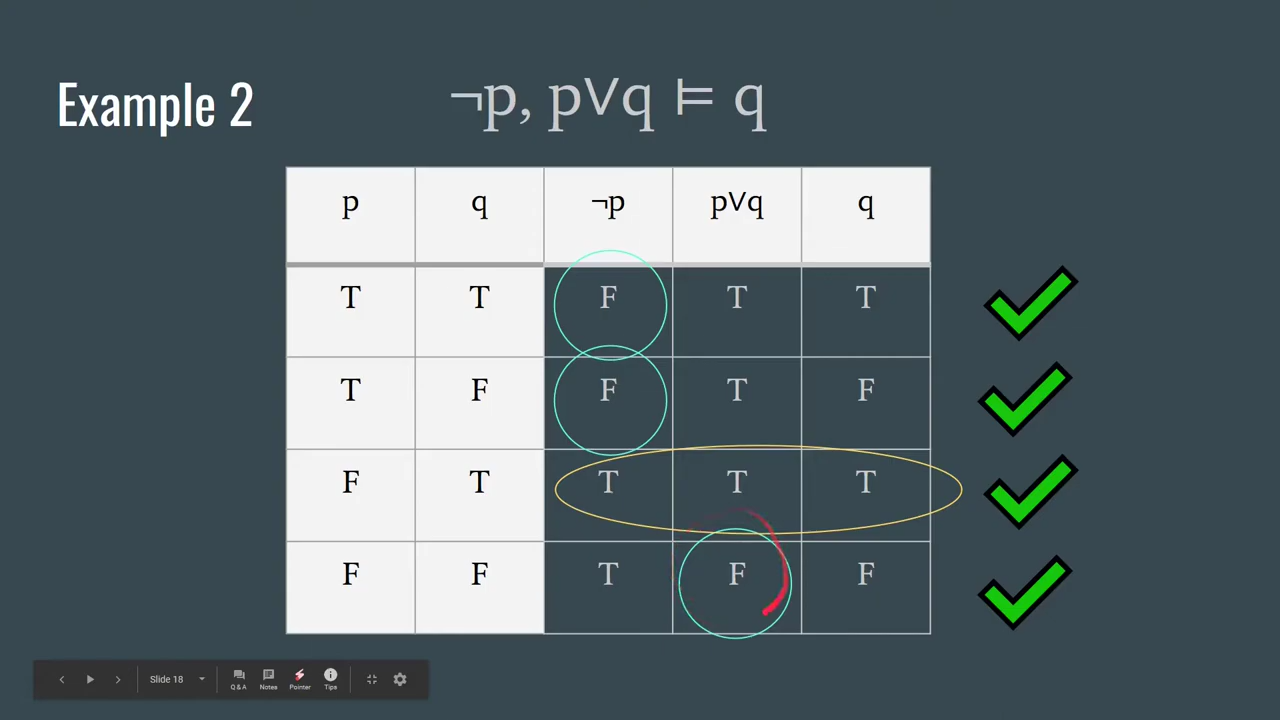 Example 2
¬p, p∨q ⊨ q
p q ¬p p∨q q
T T F T T
T F F T F
F T T T T
F F T F F
Slide 18 Q & A Notes Pointer Tips